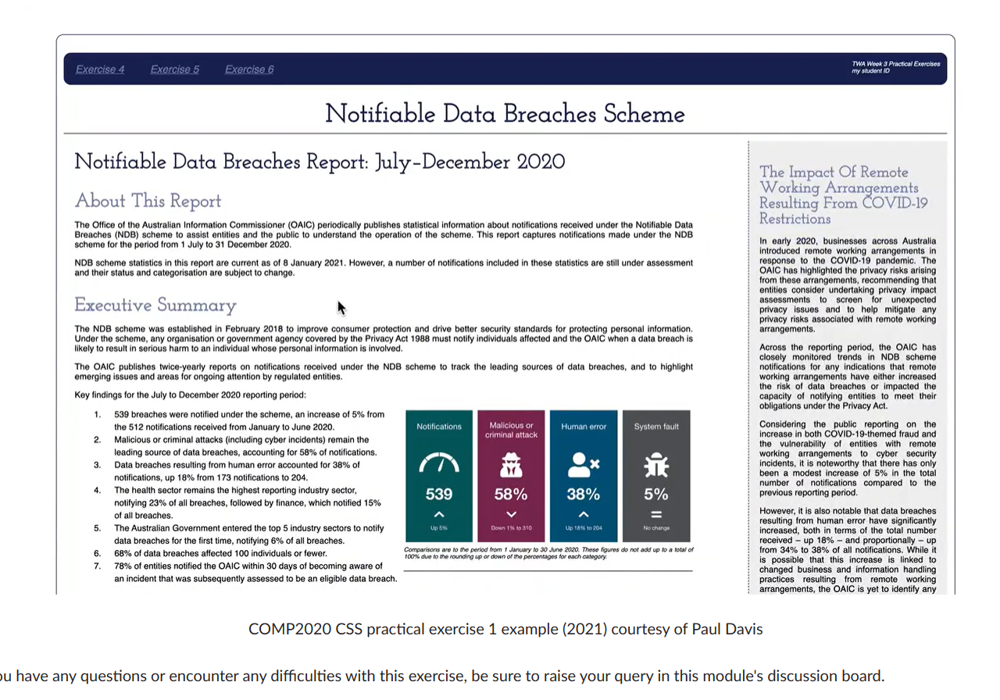 Exercise 4 Exercise 5 Exercise 6
TWA Week 3 Practical Exercises
my student ID
Notifiable Data Breaches Scheme
Notifiable Data Breaches Report: July–December 2020
About This Report
The Office of the Australian Information Commissioner (OAIC) periodically publishes statistical information about notifications received under the Notifiable Data
Breaches (NDB) scheme to assist entities and the public to understand the operation of the scheme. This report captures notifications made under the NDB
scheme for the period from 1 July to 31 December 2020.
NDB scheme statistics in this report are current as of 8 January 2021. However, a number of notifications included in these statistics are still under assessment
and their status and categorisation are subject to change.
Executive Summary
The NDB scheme was established in February 2018 to improve consumer protection and drive better security standards for protecting personal information.
Under the scheme, any organisation or government agency covered by the Privacy Act 1988 must notify individuals affected and the OAIC when a data breach is
likely to result in serious harm to an individual whose personal information is involved.
The OAIC publishes twice-yearly reports on notifications received under the NDB scheme to track the leading sources of data breaches, and to highlight
emerging issues and areas for ongoing attention by regulated entities.
Key findings for the July to December 2020 reporting period:
1. 539 breaches were notified under the scheme, an increase of 5% from
the 512 notifications received from January to June 2020.
2. Malicious or criminal attacks (including cyber incidents) remain the
leading source of data breaches, accounting for 58% of notifications.
3. Data breaches resulting from human error accounted for 38% of
notifications, up 18% from 173 notifications to 204.
4. The health sector remains the highest reporting industry sector,
notifying 23% of all breaches, followed by finance, which notified 15%
of all breaches.
5. The Australian Government entered the top 5 industry sectors to notify
data breaches for the first time, notifying 6% of all breaches.
6. 68% of data breaches affected 100 individuals or fewer.
7. 78% of entities notified the OAIC within 30 days of becoming aware of
an incident that was subsequently assessed to be an eligible data breach.
Notifications
539
Up 5%
Malicious or
criminal attack
58%
Down 1% to 310
Human error
38%
Up 18% to 204
System fault
5%
=
No change
Comparisons are to the period from 1 January to 30 June 2020. These figures do not add up to a total of
100% due to the rounding up or down of the percentages for each category.
The Impact Of Remote
Working Arrangements
Resulting From COVID-19
Restrictions
In early 2020, businesses across Australia
introduced remote working arrangements in
response to the COVID-19 pandemic. The
OAIC has highlighted the privacy risks arising
from these arrangements, recommending that
entities consider undertaking privacy impact
assessments to screen for unexpected
privacy issues and to help mitigate any
privacy risks associated with remote working
arrangements.
Across the reporting period, the OAIC has
closely monitored trends in NDB scheme
notifications for any indications that remote
working arrangements have either increased
the risk of data breaches or impacted the
capacity of notifying entities to meet their
obligations under the Privacy Act.
Considering the public reporting on the
increase in both COVID-19-themed fraud and
the vulnerability of entities with remote
working arrangements to cyber security
incidents, it is noteworthy that there has only
been a modest increase of 5% in the total
number of notifications compared to the
previous reporting period.
However, it is also notable that data breaches
resulting from human error have significantly
increased, both in terms of the total number
received – up 18% – and proportionally – up
from 34% to 38% of all notifications. While it
is possible that this increase is linked to
changed business and information handling
practices resulting from remote working
arrangements, the OAIC is yet to identify any
COMP2020 CSS practical exercise 1 example (2021) courtesy of Paul Davis
ou have any questions or encounter any difficulties with this exercise, be sure to raise your query in this module's discussion board.